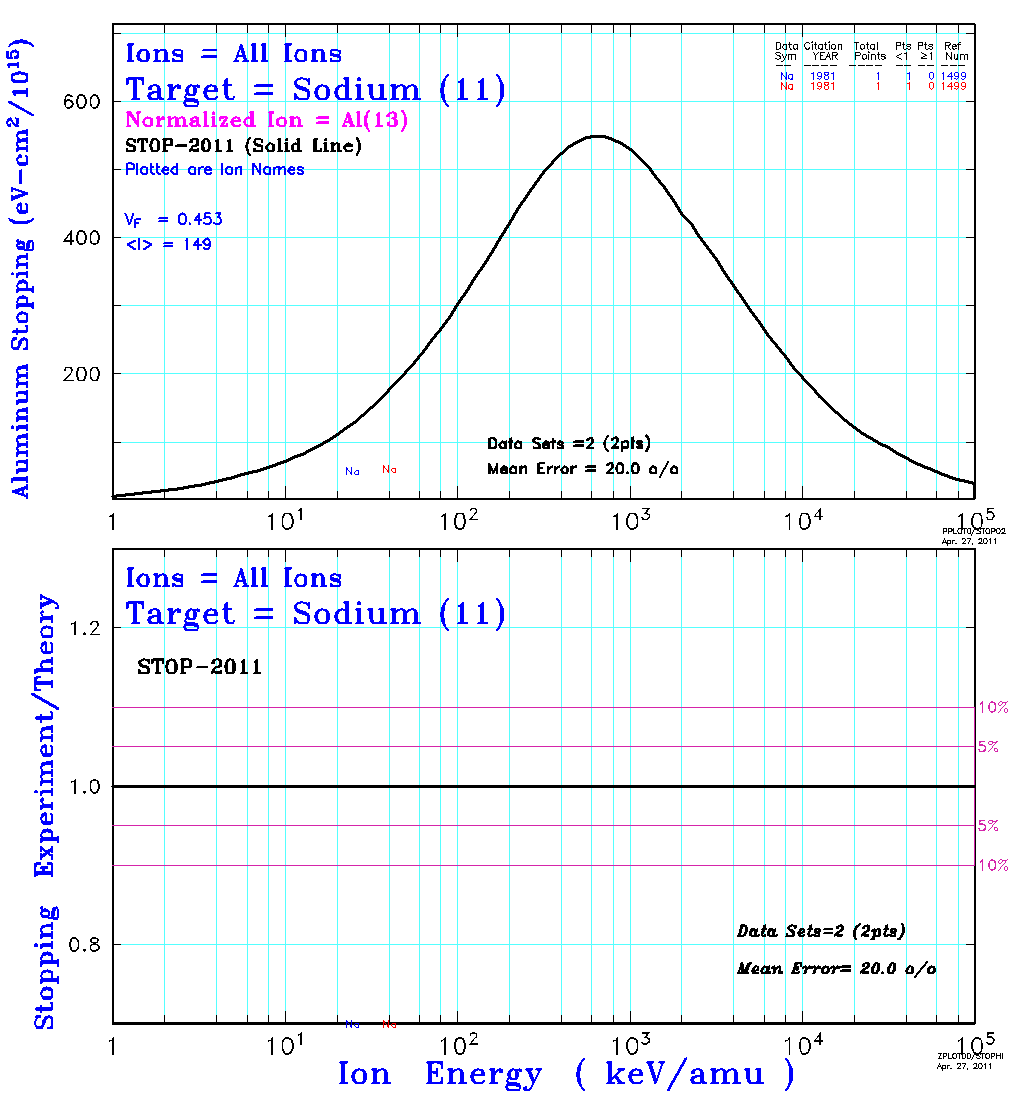 Ions = All Ions
Target = Sodium (11)
Normalized Ion = Al(13)
STOP-2011 (Solid Line)
Plotted are Ion Names
V_F = 0.453
<I> = 149
Data Citation Total Pts Pts Ref
Sym YEAR Points <1 ≥1 Num
Na 1981 1 1 0 1499
Na 1981 1 1 0 1499
Aluminum Stopping (eV-cm²/10¹⁵)
600
400
200
Data Sets =2 (2pts)
Mean Error = 20.0 o/o
Na Na
1 10¹ 10² 10³ 10⁴ 10⁵
PPLOT0/STOP02
Apr. 27, 2011
Ions = All Ions
Target = Sodium (11)
STOP-2011
Stopping Experiment/Theory
1.2
1.0
0.8
10%
5%
5%
10%
Data Sets=2 (2pts)
Mean Error= 20.0 o/o
Na Na
1 10¹ 10² 10³ 10⁴ 10⁵
Ion Energy ( keV/amu )
ZPLOT0D/STOPHI
Apr. 27, 2011